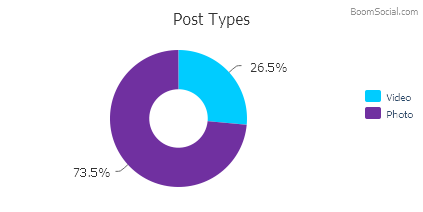 BoomSocial.com
Post Types
26.5%
Video
Photo
73.5%